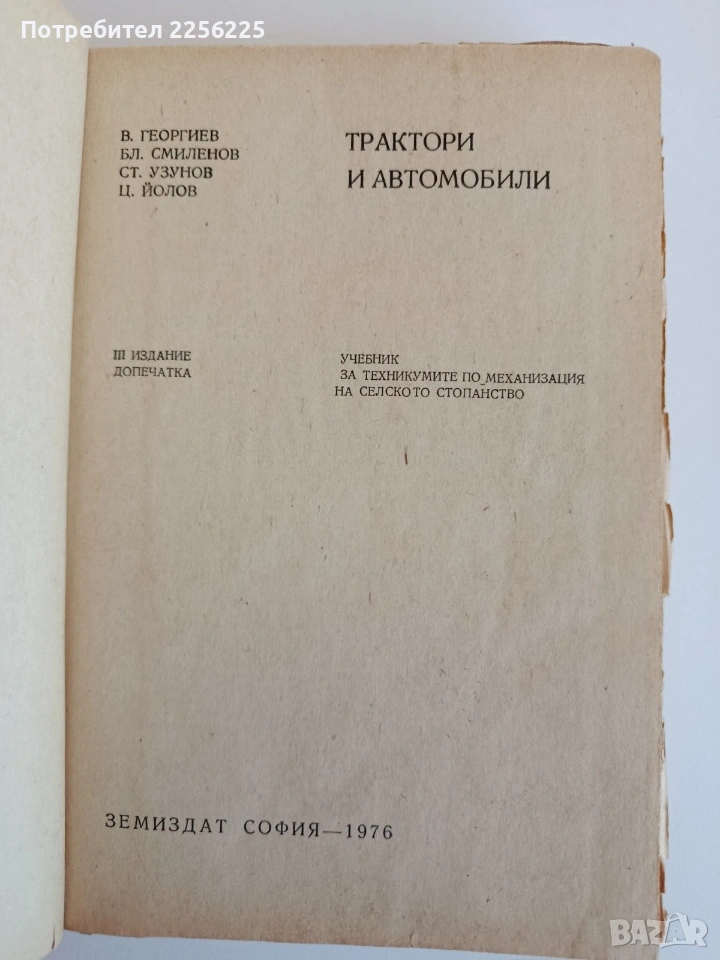 Потребител 2256225
В. ГЕОРГИЕВ
БЛ. СМИЛЕНОВ
СТ. УЗУНОВ
Ц. ЙОЛОВ
ТРАКТОРИ
И АВТОМОБИЛИ
III ИЗДАНИЕ
ДОПЕЧАТКА
УЧЕБНИК
ЗА ТЕХНИКУМИТЕ ПО МЕХАНИЗАЦИЯ
НА СЕЛСКОТО СТОПАНСТВО
ЗЕМИЗДАТ СОФИЯ—1976
BAZAR